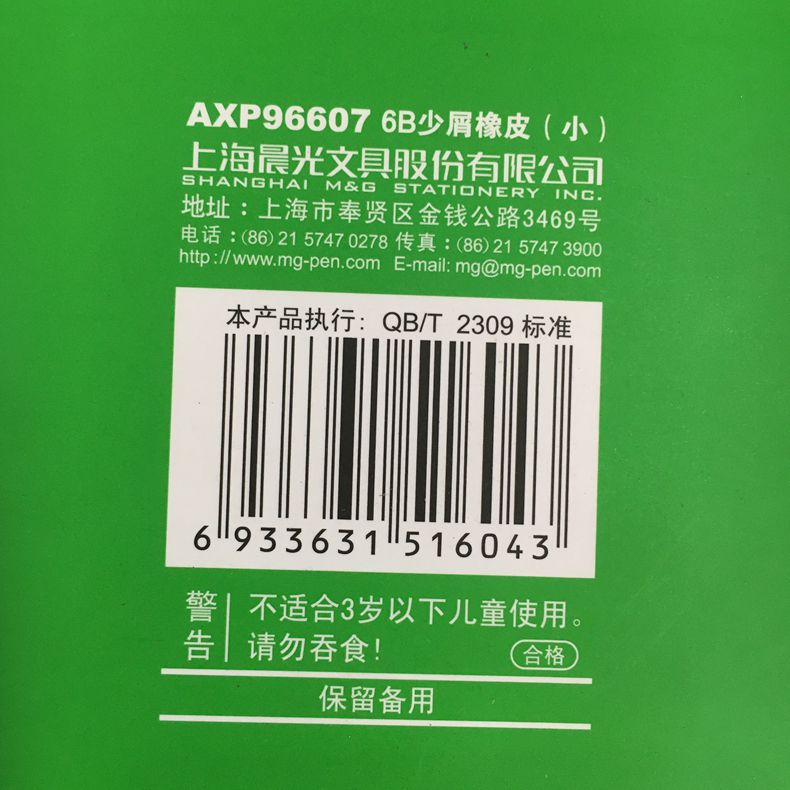 AXP96607 6B少屑橡皮（小）
上海晨光文具股份有限公司
SHANGHAI M&G STATIONERY INC.
地址：上海市奉贤区金钱公路3469号
电话：(86) 21 5747 0278 传真：(86) 21 5747 3900
http://www.mg-pen.com E-mail: mg@mg-pen.com
本产品执行：QB/T 2309 标准
6 933631 516043
警告
不适合3岁以下儿童使用。
请勿吞食！
合格
保留备用